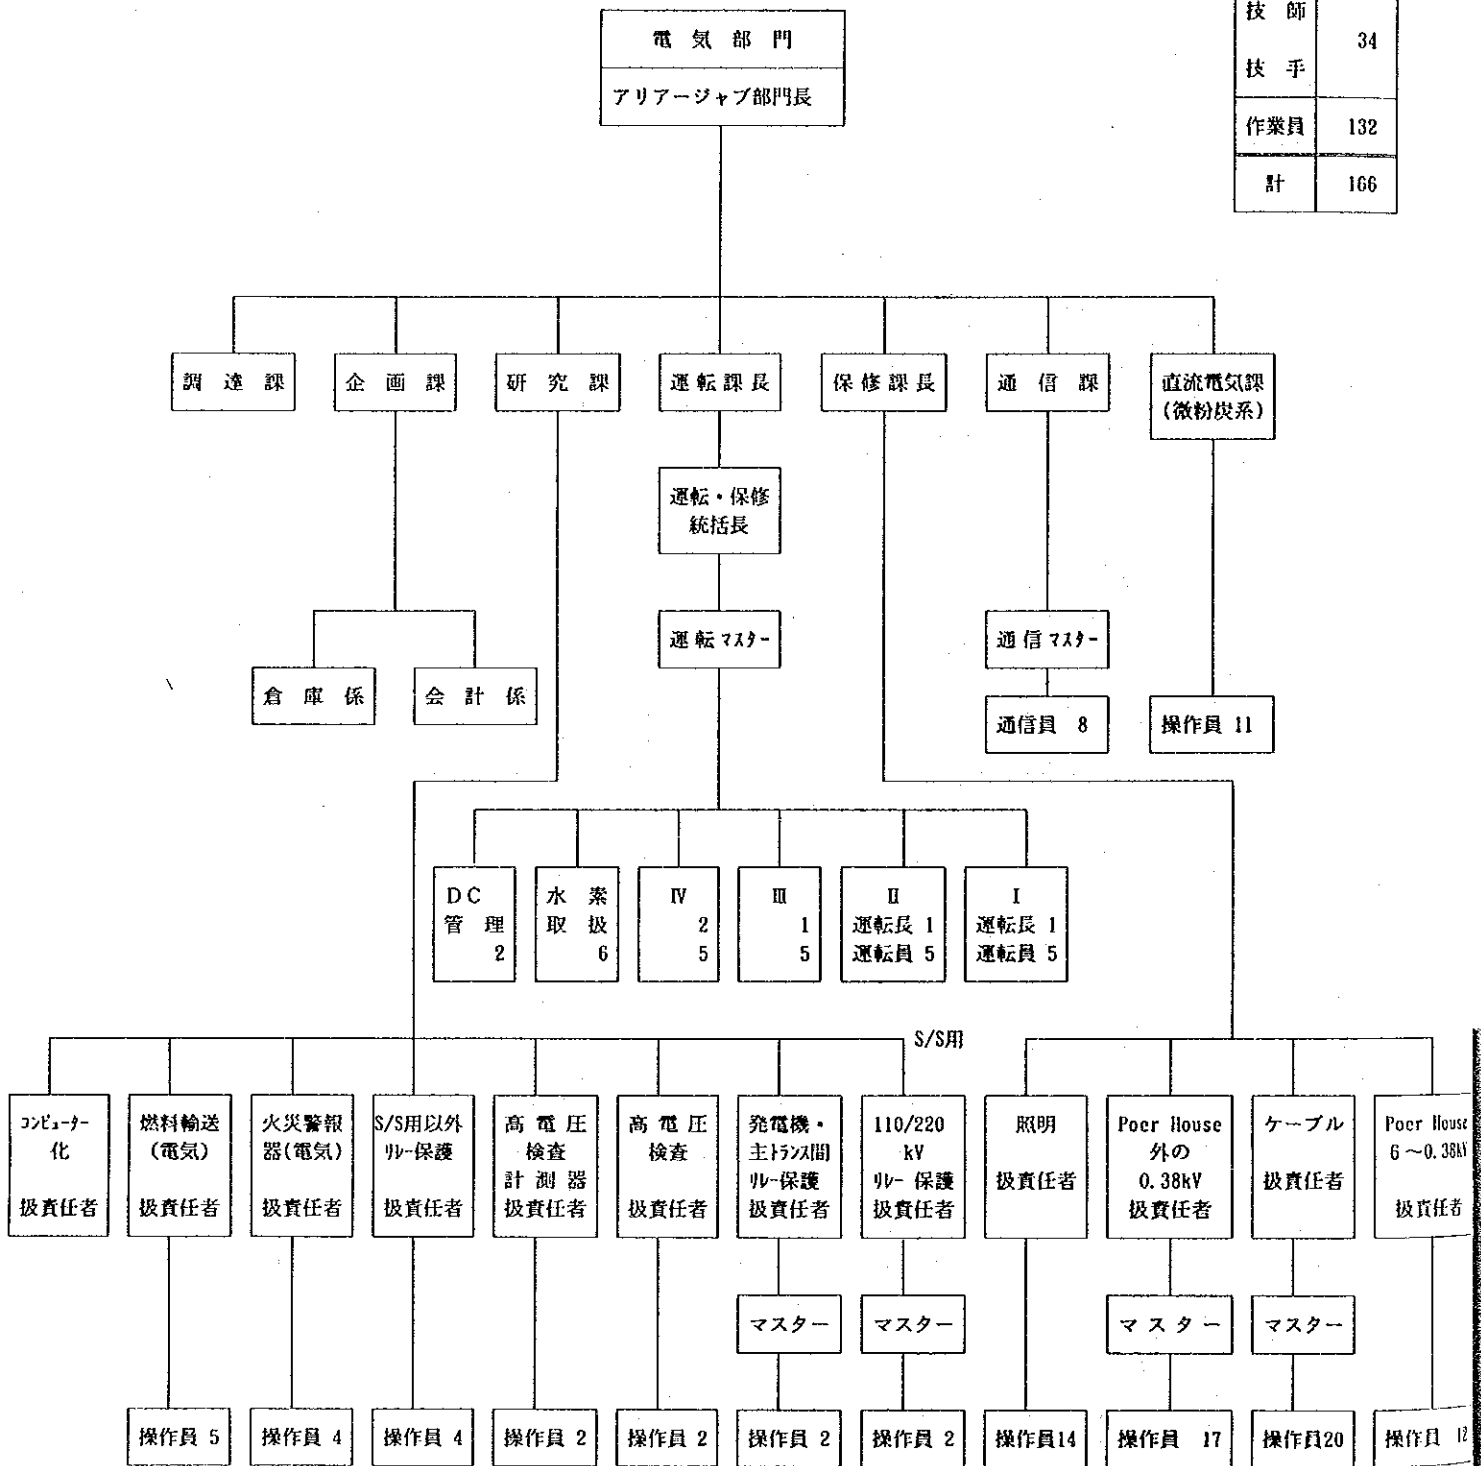 電気部門
アリアージャブ部門長
技師
34
技手
作業員 132
計 166
調達課
企画課
研究課
運転課長
保修課長
通信課
直流電気課
(微粉炭系)
運転・保修
統括長
運転マスター
通信マスター
倉庫係
会計係
通信員 8
操作員 11
DC
管理
2
水素
取扱
6
Ⅳ
2
5
Ⅲ
1
5
Ⅱ
運転長 1
運転員 5
Ⅰ
運転長 1
運転員 5
S/S用
コンピューター
化
扱責任者
燃料輸送
(電気)
扱責任者
火災警報
器(電気)
扱責任者
S/S用以外
リレー保護
扱責任者
高電圧
検査
計測器
扱責任者
高電圧
検査
扱責任者
発電機・
主トランス間
リレー保護
扱責任者
110/220
kV
リレー保護
扱責任者
照明
扱責任者
Poer House
外の
0.38kV
扱責任者
ケーブル
扱責任者
Poer House
6～0.38kV
扱責任者
マスター
マスター
マスター
マスター
操作員 5
操作員 4
操作員 4
操作員 2
操作員 2
操作員 2
操作員 2
操作員14
操作員 17
操作員20
操作員